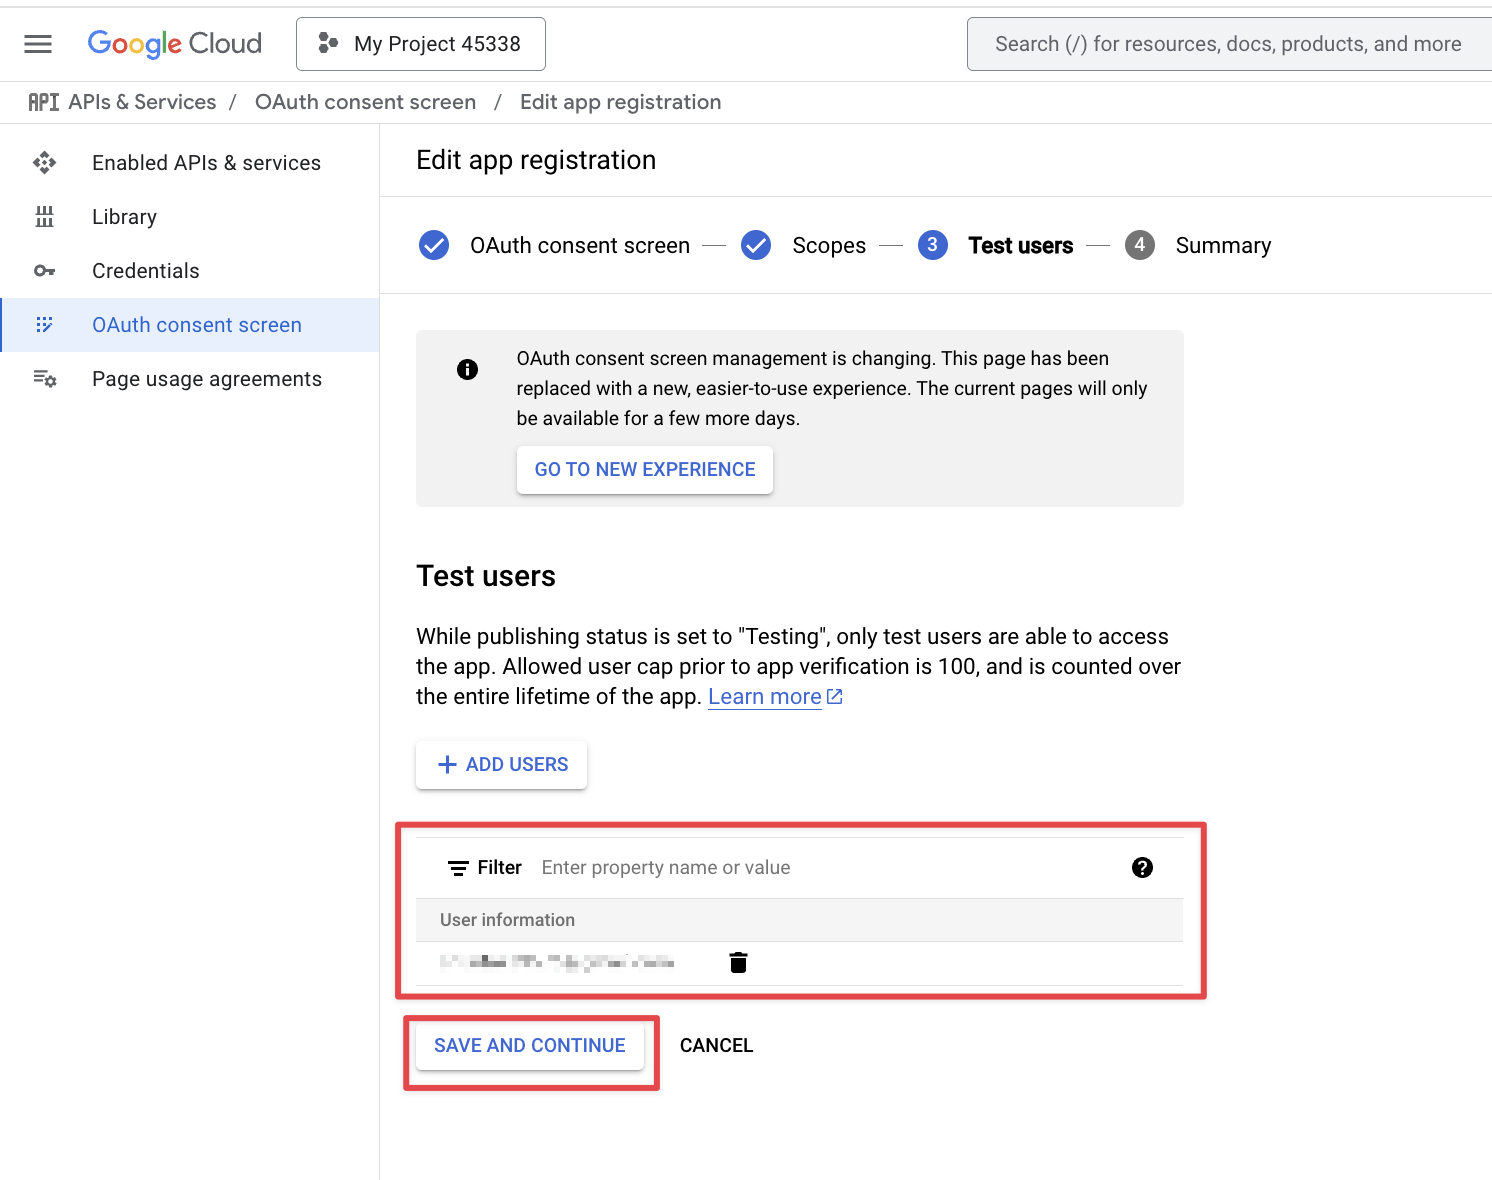 Google Cloud
My Project 45338
Search (/) for resources, docs, products, and more
API APIs & Services / OAuth consent screen / Edit app registration
Enabled APIs & services
Library
Credentials
OAuth consent screen
Page usage agreements
Edit app registration
OAuth consent screen — Scopes — 3 Test users — 4 Summary
OAuth consent screen management is changing. This page has been
replaced with a new, easier-to-use experience. The current pages will only
be available for a few more days.
GO TO NEW EXPERIENCE
Test users
While publishing status is set to "Testing", only test users are able to access
the app. Allowed user cap prior to app verification is 100, and is counted over
the entire lifetime of the app. Learn more
+ ADD USERS
Filter Enter property name or value ?
User information
SAVE AND CONTINUE CANCEL